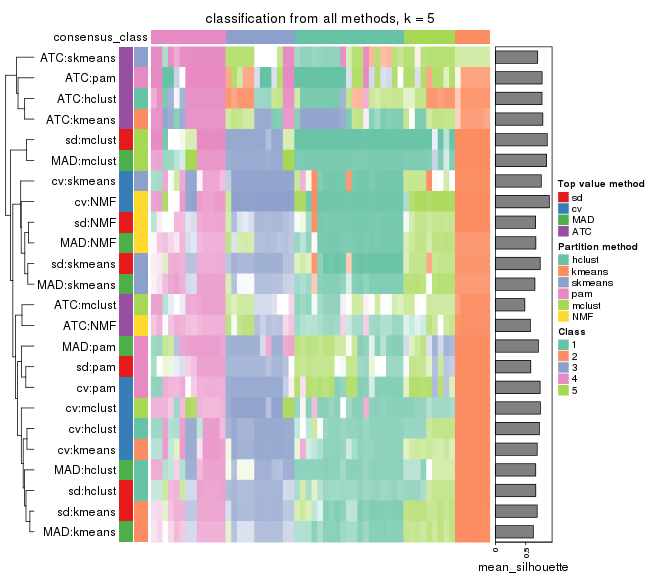 classification from all methods, k = 5
consensus_class
ATC:skmeans
ATC:pam
ATC:hclust
ATC:kmeans
sd:mclust
MAD:mclust
cv:skmeans
cv:NMF
sd:NMF
MAD:NMF
sd:skmeans
MAD:skmeans
ATC:mclust
ATC:NMF
MAD:pam
sd:pam
cv:pam
cv:mclust
cv:hclust
cv:kmeans
MAD:hclust
sd:hclust
sd:kmeans
MAD:kmeans
0
0.5
mean_silhouette
Top value method
sd
cv
MAD
ATC
Partition method
hclust
kmeans
skmeans
pam
mclust
NMF
Class
1
2
3
4
5